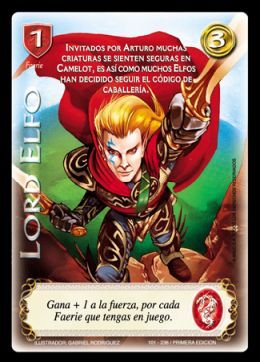 1
Faerie
3
Invitados por Arturo muchas
criaturas se sienten seguras en
Camelot, es así como muchos Elfos
han decidido seguir el código de
caballería.
Lord Elfo
Gana + 1 a la fuerza, por cada
Faerie que tengas en juego.
ILUSTRADOR: GABRIEL RODRIGUEZ
101 - 236 / PRIMERA EDICION